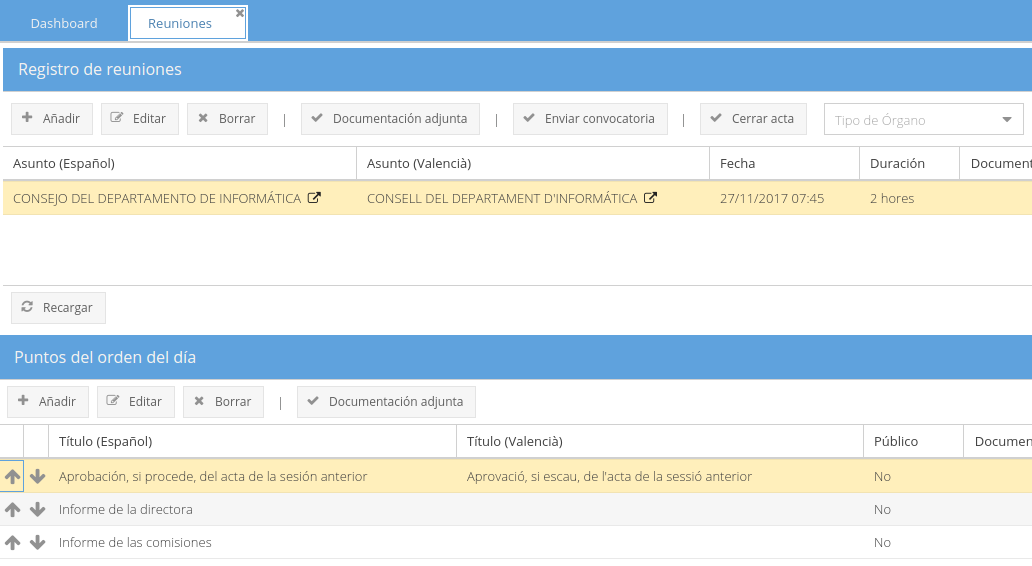 Dashboard Reuniones
Registro de reuniones
Añadir Editar Borrar | Documentación adjunta | Enviar convocatoria | Cerrar acta Tipo de Órgano
Asunto (Español) Asunto (Valencià) Fecha Duración Document
CONSEJO DEL DEPARTAMENTO DE INFORMÁTICA CONSELL DEL DEPARTAMENT D'INFORMÁTICA 27/11/2017 07:45 2 hores
Recargar
Puntos del orden del día
Añadir Editar Borrar | Documentación adjunta
Título (Español) Título (Valencià) Público Documen
Aprobación, si procede, del acta de la sesión anterior Aprovació, si escau, de l'acta de la sessió anterior No
Informe de la directora No
Informe de las comisiones No